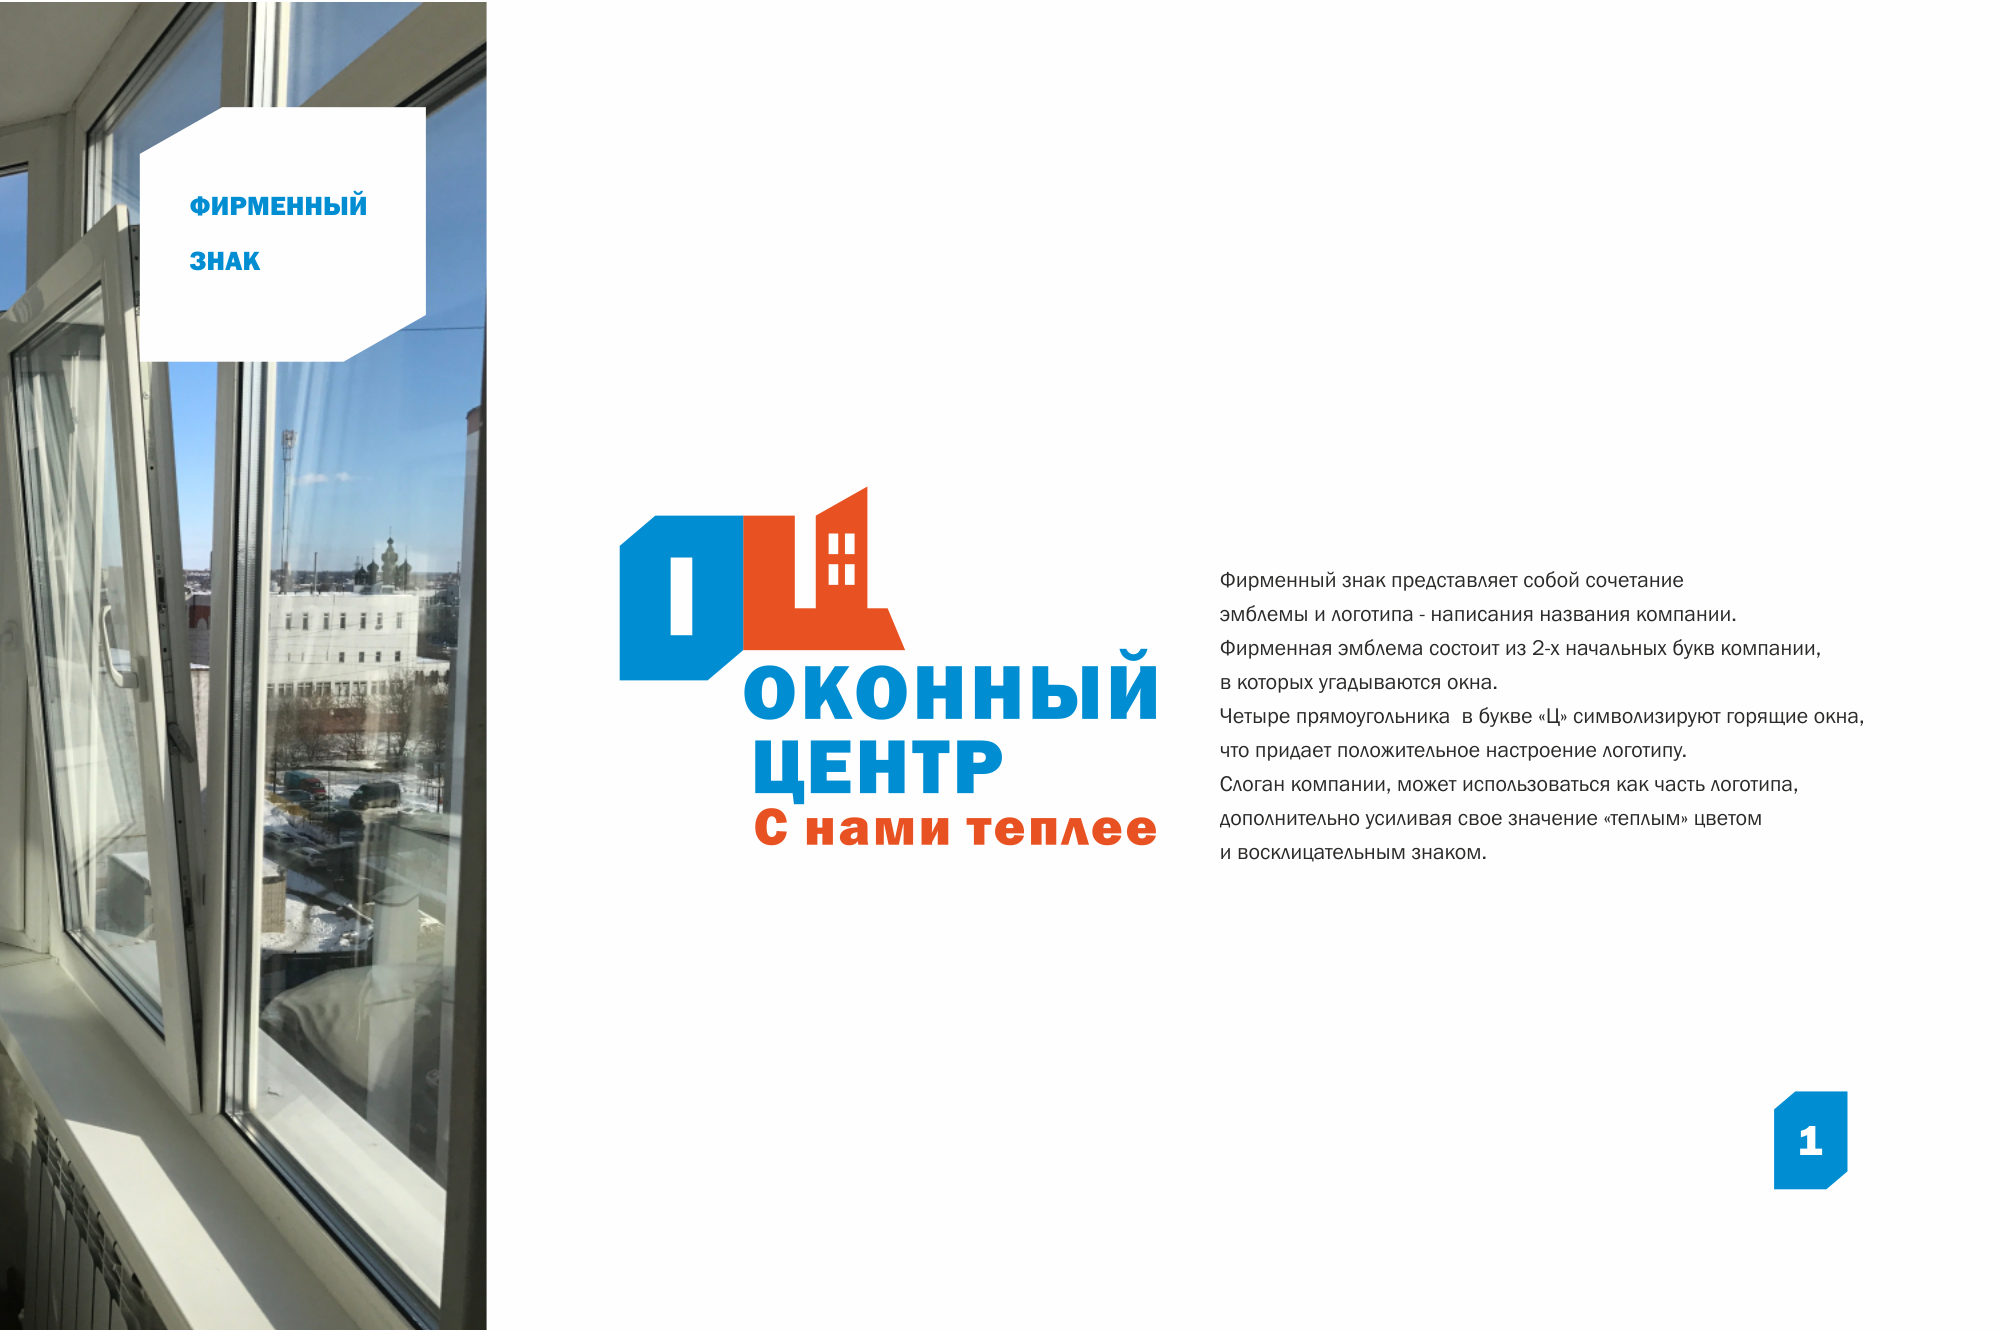 ФИРМЕННЫЙ
ЗНАК
ОЦ
ОКОННЫЙ
ЦЕНТР
С нами теплее
Фирменный знак представляет собой сочетание
эмблемы и логотипа - написания названия компании.
Фирменная эмблема состоит из 2-х начальных букв компании,
в которых угадываются окна.
Четыре прямоугольника  в букве «Ц» символизируют горящие окна,
что придает положительное настроение логотипу.
Слоган компании, может использоваться как часть логотипа,
дополнительно усиливая свое значение «теплым» цветом
и восклицательным знаком.
1